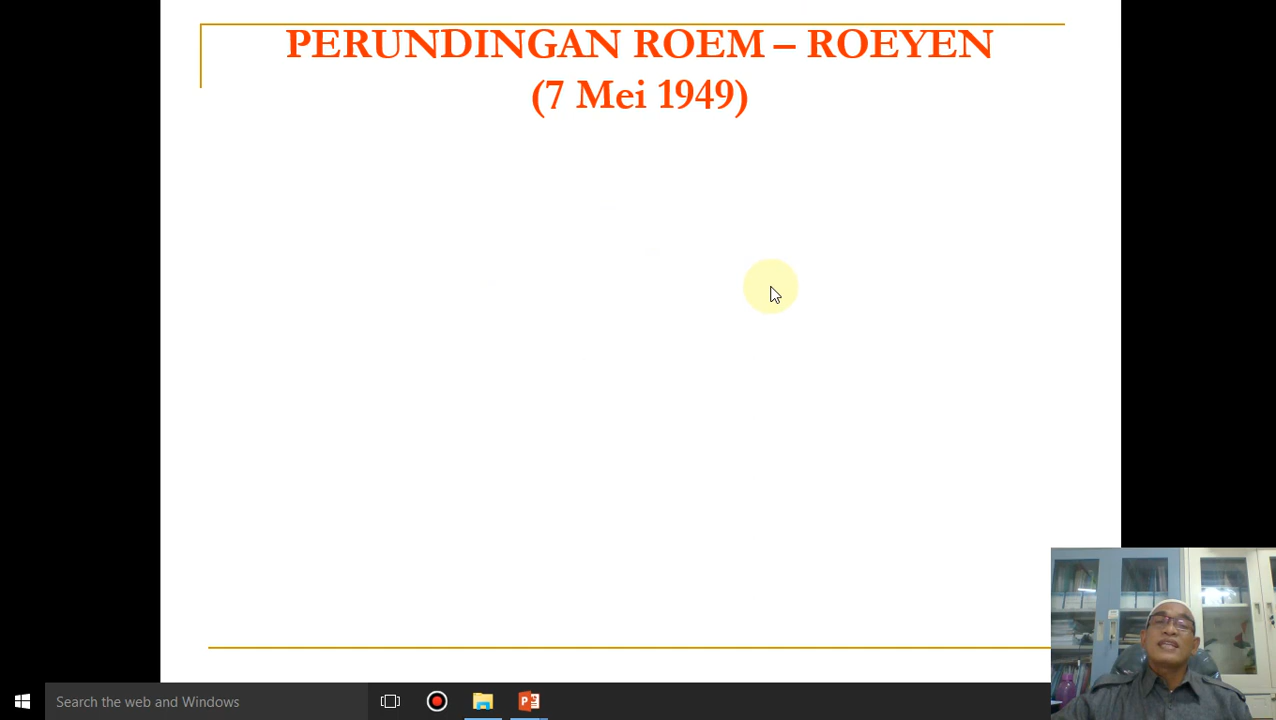 PERUNDINGAN ROEM – ROEYEN
(7 Mei 1949)
Search the web and Windows